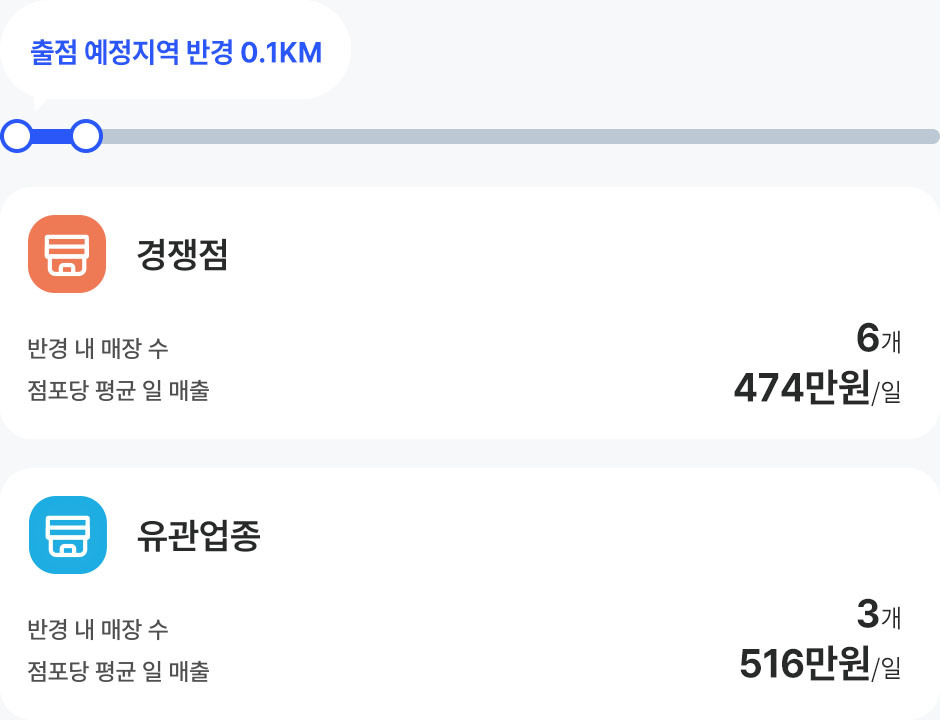 출점 예정지역 반경 0.1KM
경쟁점
반경 내 매장 수 6개
점포당 평균 일 매출 474만원/일
유관업종
반경 내 매장 수 3개
점포당 평균 일 매출 516만원/일